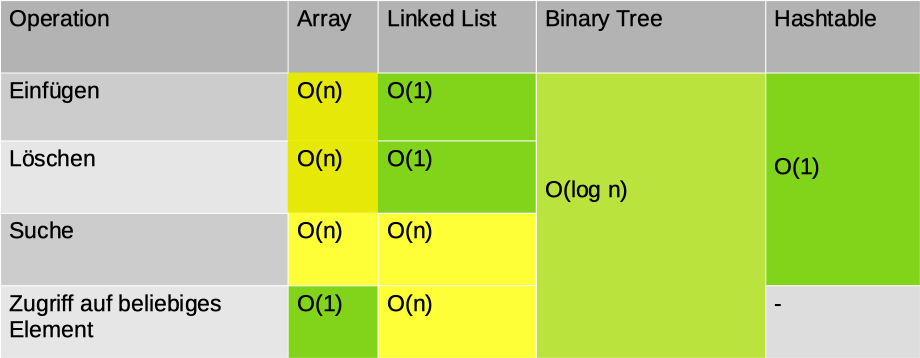 Operation Array Linked List Binary Tree Hashtable
Einfügen O(n) O(1)
Löschen O(n) O(1) O(log n) O(1)
Suche O(n) O(n)
Zugriff auf beliebiges O(1) O(n) -
Element